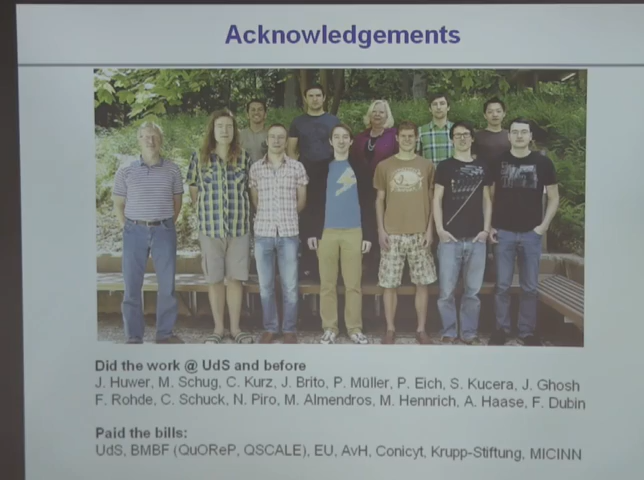 Acknowledgements
Did the work @ UdS and before
J. Huwer, M. Schug, C. Kurz, J. Brito, P. Müller, P. Eich, S. Kucera, J. Ghosh
F. Rohde, C. Schuck, N. Piro, M. Almendros, M. Hennrich, A. Haase, F. Dubin
Paid the bills:
UdS, BMBF (QuOReP, QSCALE), EU, AvH, Conicyt, Krupp-Stiftung, MICINN